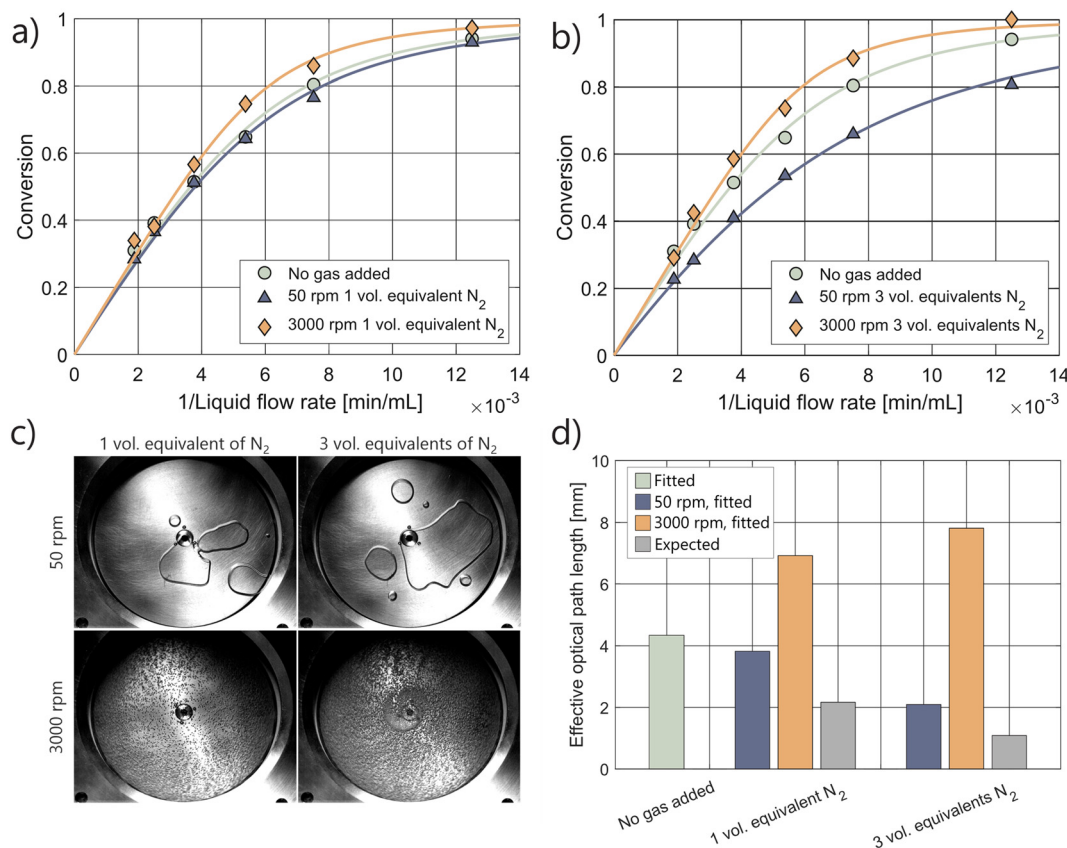 a)
1
0.8
0.6
0.4
0.2
0
Conversion
No gas added
50 rpm 1 vol. equivalent N₂
3000 rpm 1 vol. equivalent N₂
0 2 4 6 8 10 12 14
1/Liquid flow rate [min/mL] ×10⁻³
b)
1
0.8
0.6
0.4
0.2
0
Conversion
No gas added
50 rpm 3 vol. equivalents N₂
3000 rpm 3 vol. equivalents N₂
0 2 4 6 8 10 12 14
1/Liquid flow rate [min/mL] ×10⁻³
c)
1 vol. equivalent of N₂ 3 vol. equivalents of N₂
50 rpm
3000 rpm
d)
10
8
6
4
2
0
Effective optical path length [mm]
Fitted
50 rpm, fitted
3000 rpm, fitted
Expected
No gas added
1 vol. equivalent N₂
3 vol. equivalents N₂